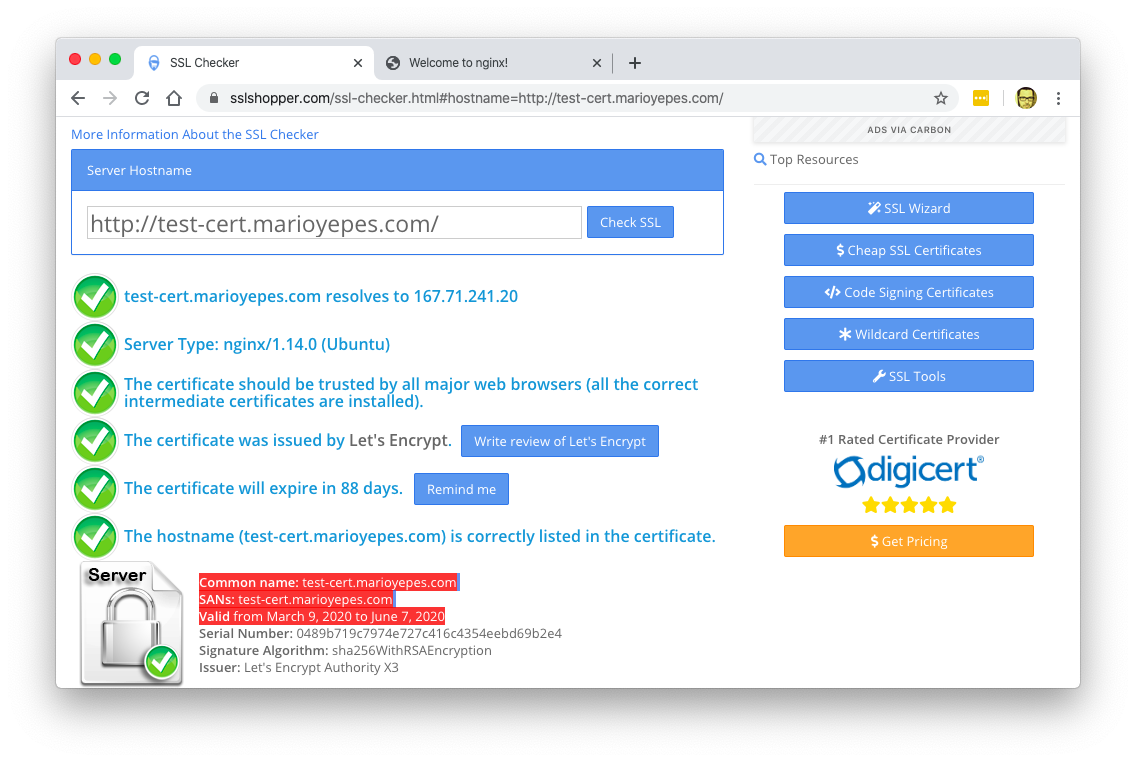 SSL Checker
Welcome to nginx!
sslshopper.com/ssl-checker.html#hostname=http://test-cert.marioyepes.com/
More Information About the SSL Checker
Server Hostname
http://test-cert.marioyepes.com/
Check SSL
test-cert.marioyepes.com resolves to 167.71.241.20
Server Type: nginx/1.14.0 (Ubuntu)
The certificate should be trusted by all major web browsers (all the correct
intermediate certificates are installed).
The certificate was issued by Let's Encrypt.
Write review of Let's Encrypt
The certificate will expire in 88 days.
Remind me
The hostname (test-cert.marioyepes.com) is correctly listed in the certificate.
Server
Common name: test-cert.marioyepes.com
SANs: test-cert.marioyepes.com
Valid from March 9, 2020 to June 7, 2020
Serial Number: 0489b719c7974e727c416c4354eebd69b2e4
Signature Algorithm: sha256WithRSAEncryption
Issuer: Let's Encrypt Authority X3
ADS VIA CARBON
Top Resources
SSL Wizard
$ Cheap SSL Certificates
</> Code Signing Certificates
Wildcard Certificates
SSL Tools
#1 Rated Certificate Provider
digicert®
$ Get Pricing